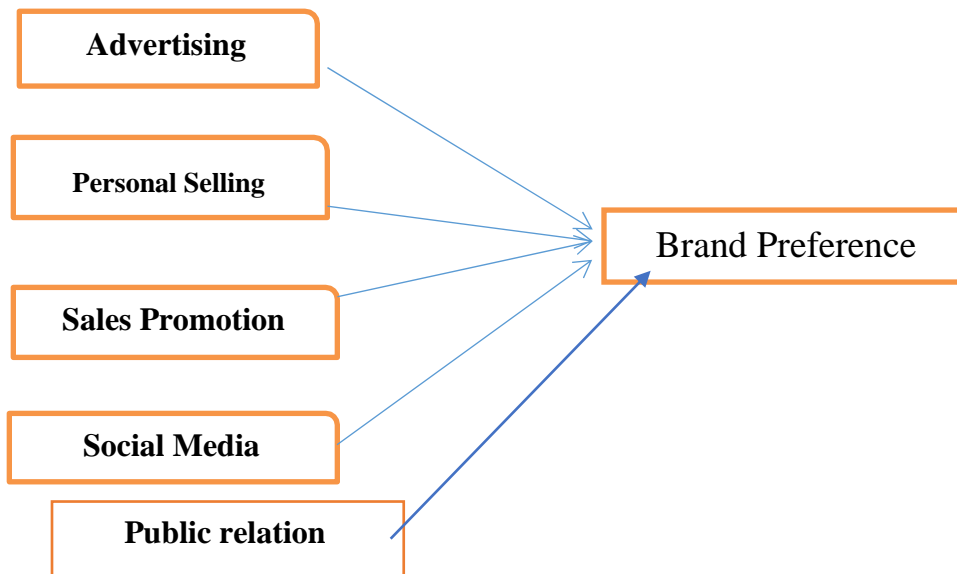 Advertising
Personal Selling
Brand Preference
Sales Promotion
Social Media
Public relation